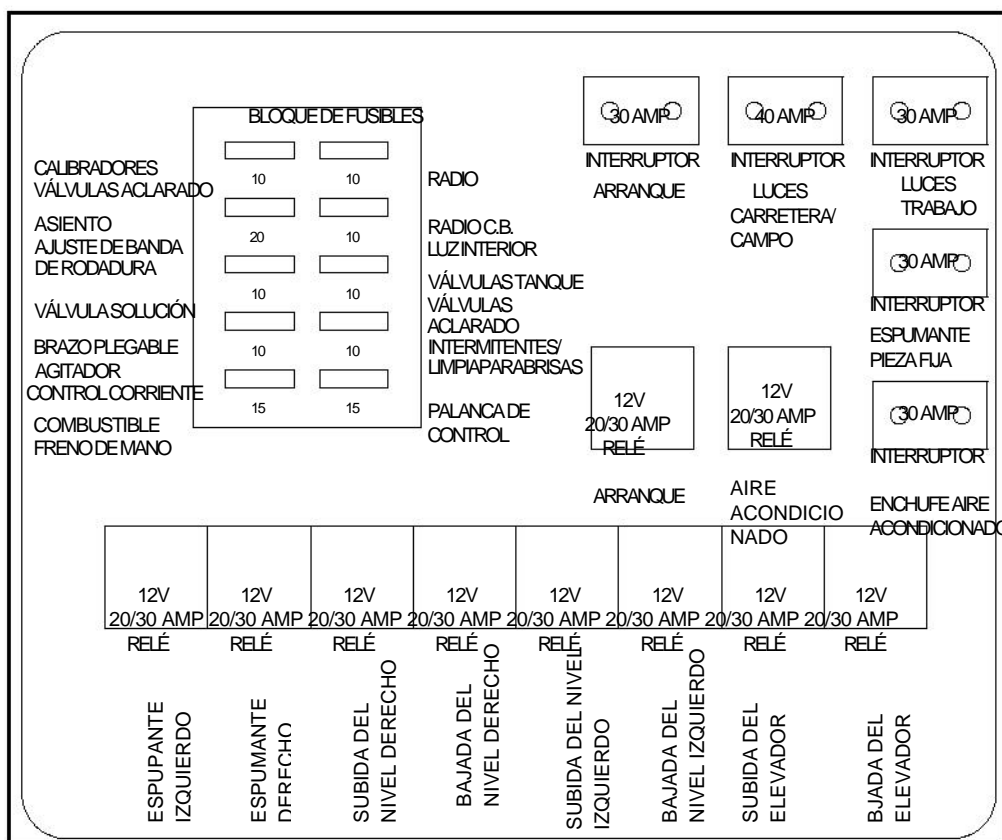 BLOQUE DE FUSIBLES
CALIBRADORES
VÁLVULAS ACLARADO
ASIENTO
AJUSTE DE BANDA
DE RODADURA
VÁLVULA SOLUCIÓN
BRAZO PLEGABLE
AGITADOR
CONTROL CORRIENTE
COMBUSTIBLE
FRENO DE MANO
10 10
20 10
10 10
10 10
15 15
RADIO
RADIO C.B.
LUZ INTERIOR
VÁLVULAS TANQUE
VÁLVULAS
ACLARADO
INTERMITENTES/
LIMPIAPARABRISAS
PALANCA DE
CONTROL
30 AMP
INTERRUPTOR
ARRANQUE
40 AMP
INTERRUPTOR
LUCES
CARRETERA/
CAMPO
30 AMP
INTERRUPTOR
LUCES
TRABAJO
30 AMP
INTERRUPTOR
ESPUMANTE
PIEZA FIJA
30 AMP
INTERRUPTOR
ENCHUFE AIRE
ACONDICIONADO
12V
20/30 AMP
RELÉ
ARRANQUE
12V
20/30 AMP
RELÉ
AIRE
ACONDICIO
NADO
12V
20/30 AMP
RELÉ
ESPUPANTE
IZQUIERDO
12V
20/30 AMP
RELÉ
ESPUMANTE
DERECHO
12V
20/30 AMP
RELÉ
SUBIDA DEL
NIVEL DERECHO
12V
20/30 AMP
RELÉ
BAJADA DEL
NIVEL DERECHO
12V
20/30 AMP
RELÉ
SUBIDA DEL NIVEL
IZQUIERDO
12V
20/30 AMP
RELÉ
BAJADA DEL
NIVEL IZQUIERDO
12V
20/30 AMP
RELÉ
SUBIDA DEL
ELEVADOR
12V
20/30 AMP
RELÉ
BJADA DEL
ELEVADOR